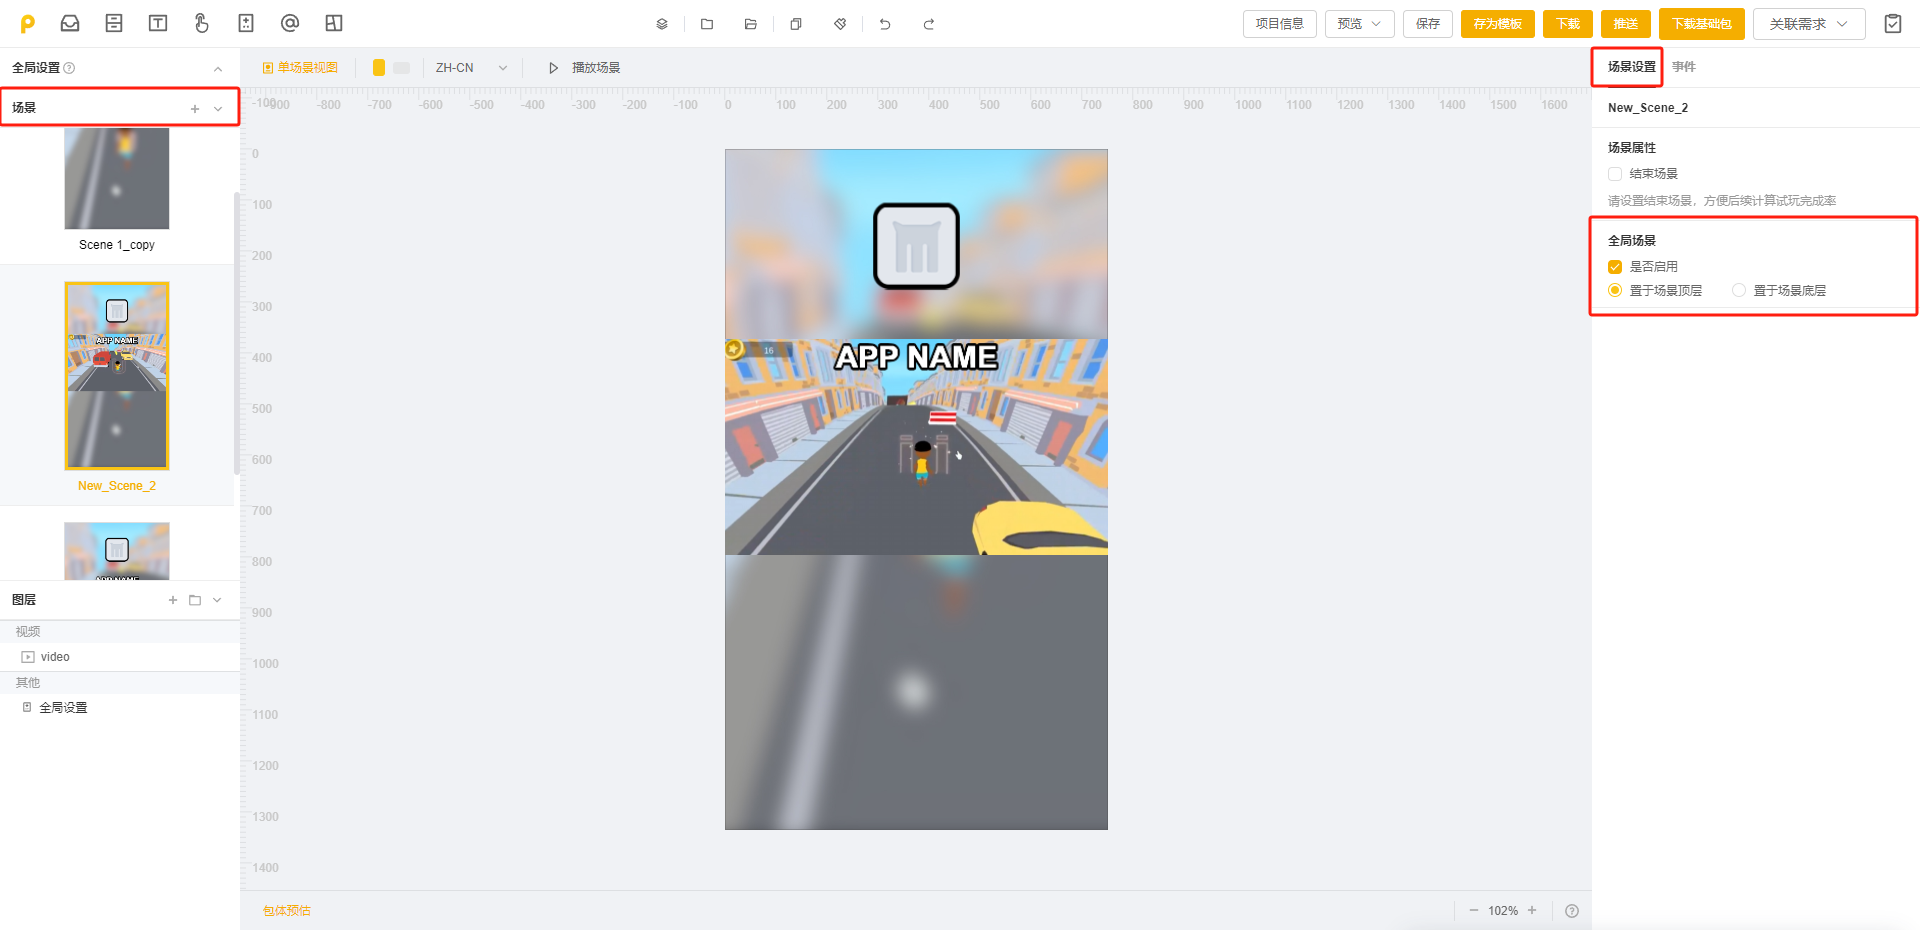 项目信息
预览
保存
存为模板
下载
推送
下载基础包
关联需求
全局设置
单场景视图
ZH-CN
播放场景
场景设置
事件
场景
-100
-800
-700
-600
-500
-400
-300
-200
-100
0
100
200
300
400
500
600
700
800
900
1000
1100
1200
1300
1400
1500
1600
New_Scene_2
场景属性
结束场景
请设置结束场景，方便后续计算试玩完成率
全局场景
是否启用
置于场景顶层
置于场景底层
Scene 1_copy
APP NAME
New_Scene_2
0
100
200
300
400
500
600
700
800
900
1000
1100
1200
1300
1400
16
APP NAME
图层
视频
video
其他
全局设置
包体预估
102%